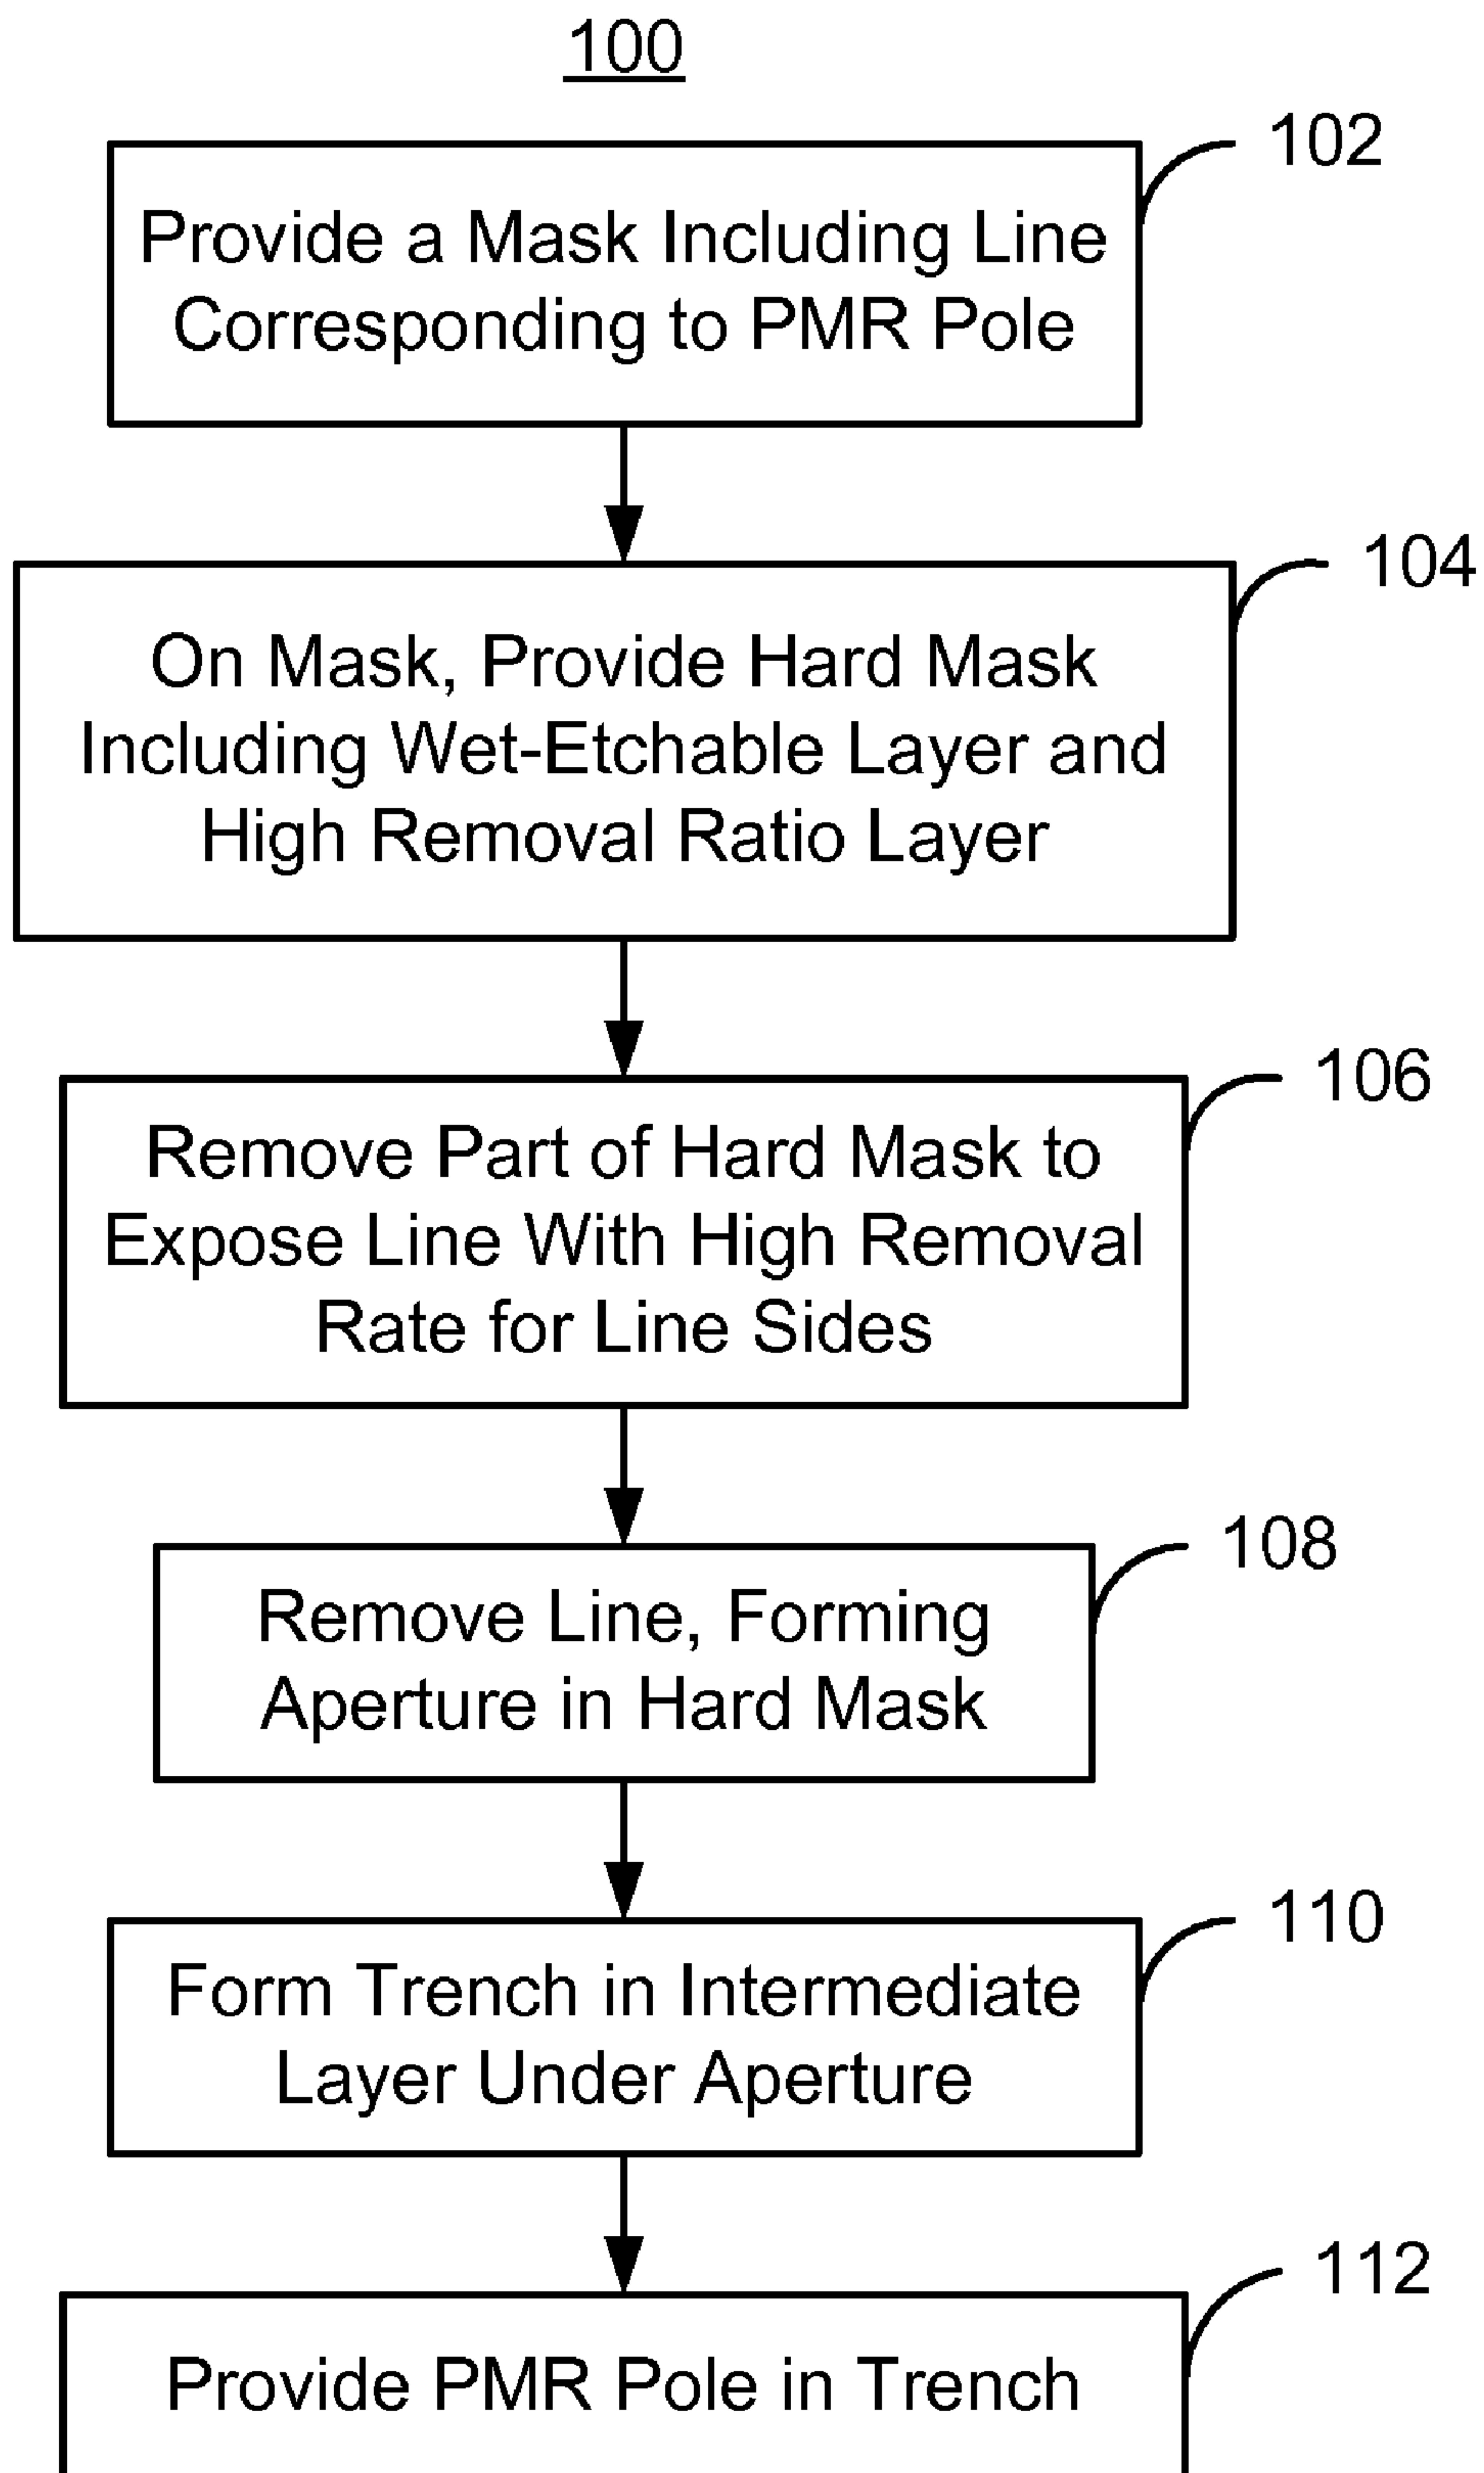 100
102
Provide a Mask Including Line
Corresponding to PMR Pole
104
On Mask, Provide Hard Mask
Including Wet-Etchable Layer and
High Removal Ratio Layer
106
Remove Part of Hard Mask to
Expose Line With High Removal
Rate for Line Sides
108
Remove Line, Forming
Aperture in Hard Mask
110
Form Trench in Intermediate
Layer Under Aperture
112
Provide PMR Pole in Trench